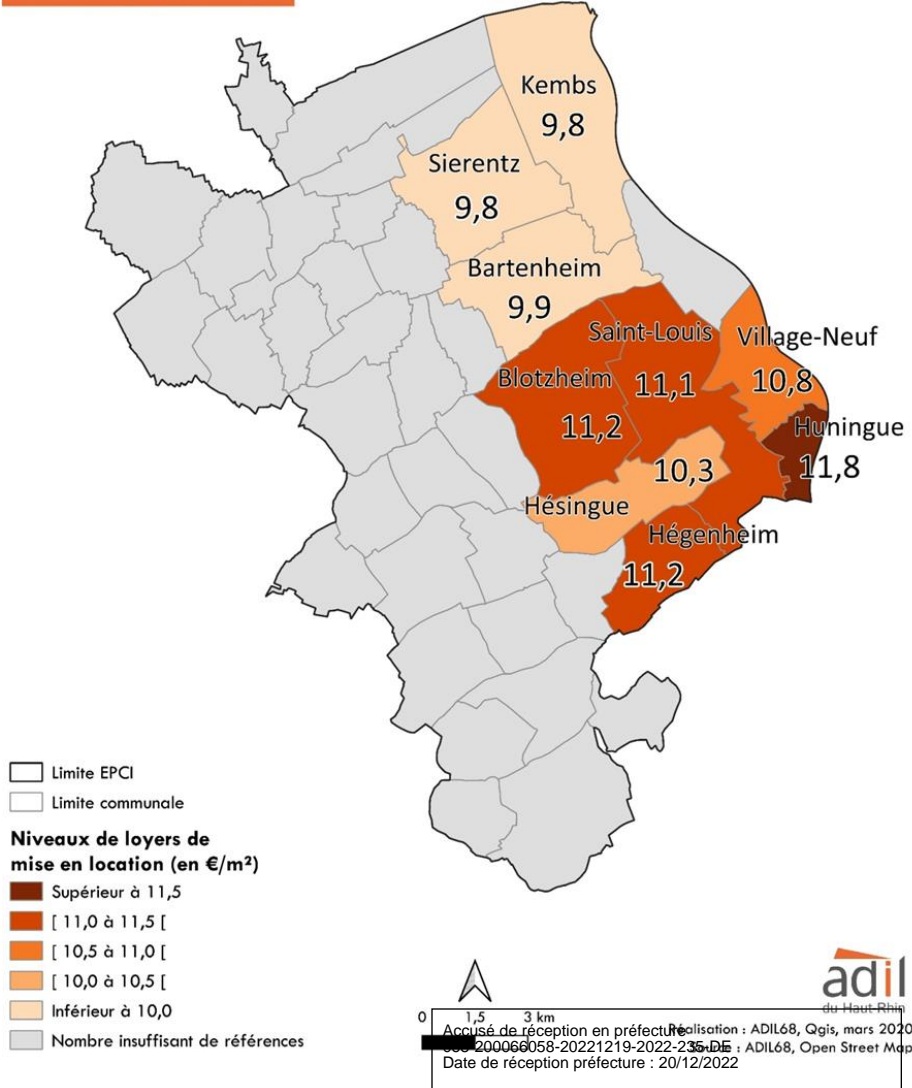 Kembs
9,8
Sierentz
9,8
Bartenheim
9,9
Saint-Louis
11,1
Village-Neuf
10,8
Blotzheim
11,2
Huningue
11,8
10,3
Hésingue
Hégenheim
11,2
Limite EPCI
Limite communale
Niveaux de loyers de
mise en location (en €/m²)
Supérieur à 11,5
[ 11,0 à 11,5 [
[ 10,5 à 11,0 [
[ 10,0 à 10,5 [
Inférieur à 10,0
Nombre insuffisant de références
0 1,5 3 km
adil
du Haut-Rhin
Accusé de réception en préfecture
Réalisation : ADIL68, Qgis, mars 2020
200066058-20221219-2022-235-DE
: ADIL68, Open Street Map
Date de réception préfecture : 20/12/2022